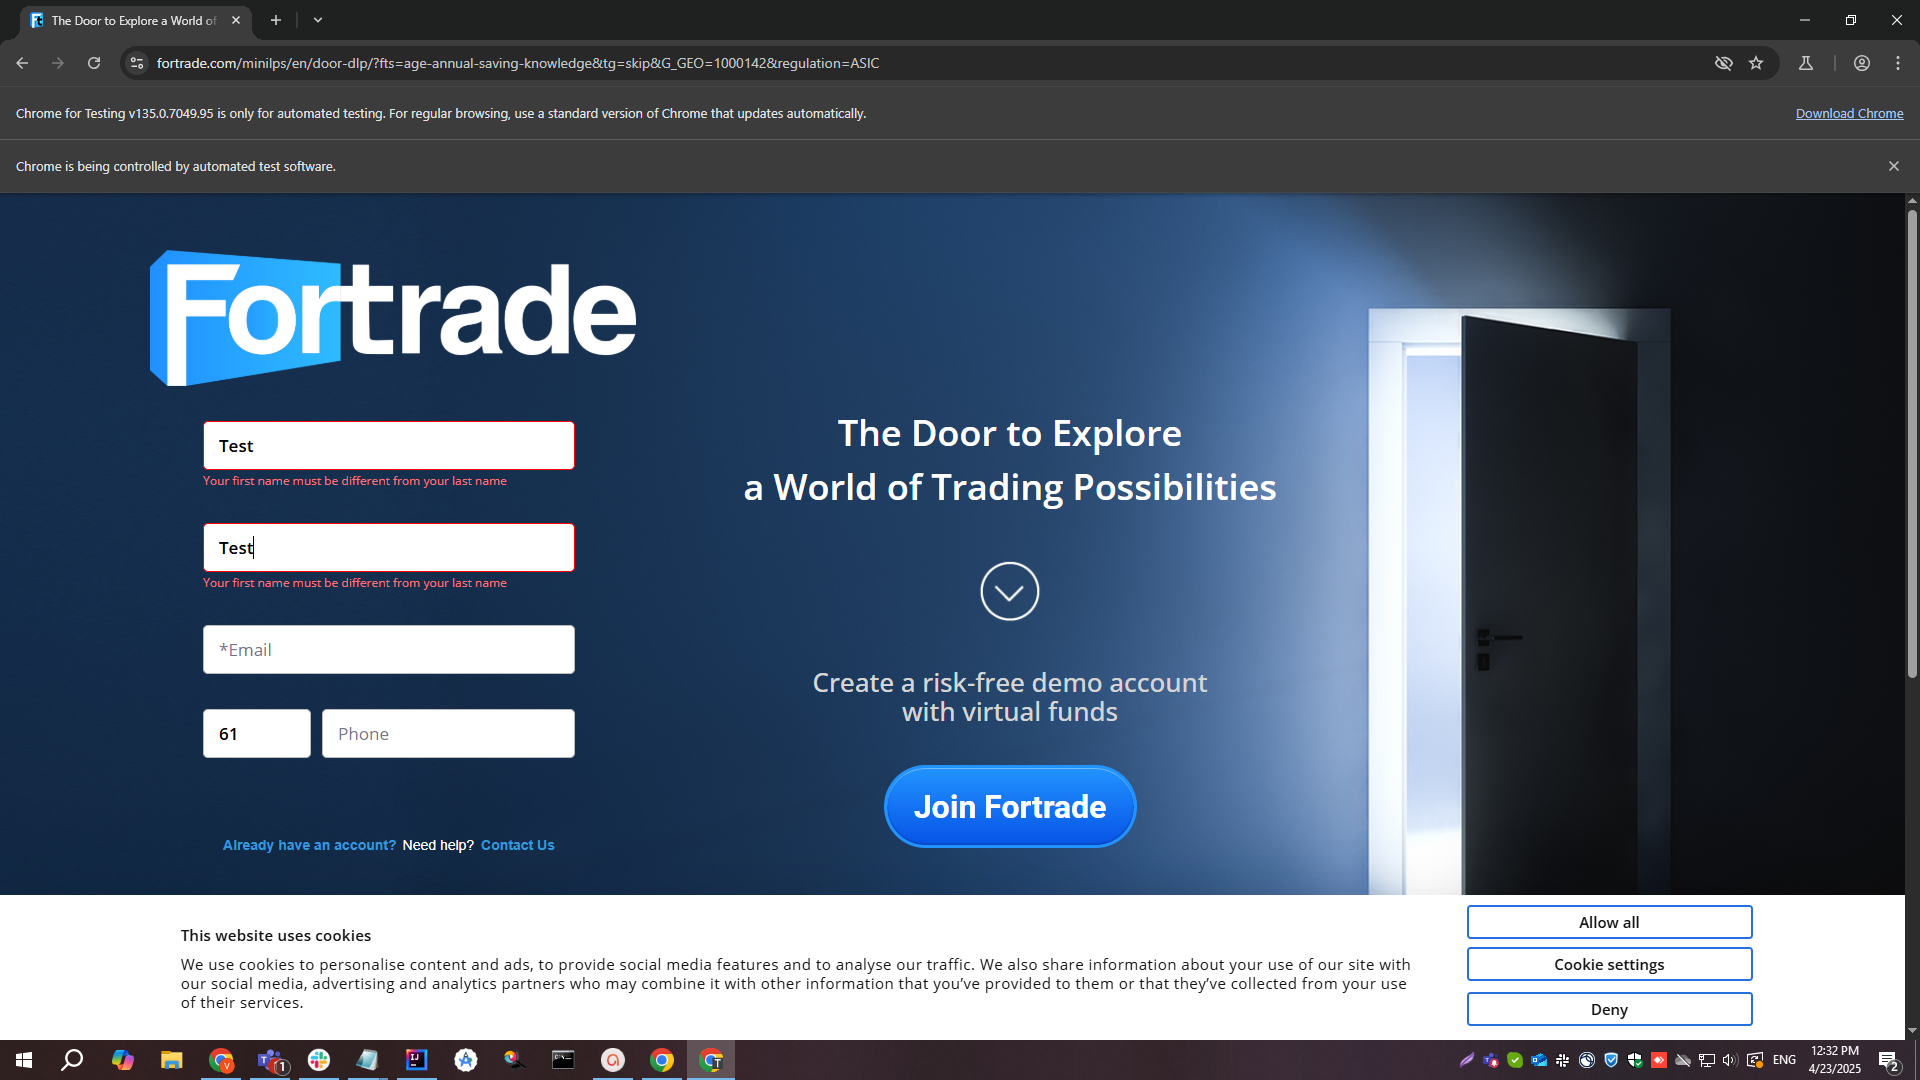 The Door to Explore a World of
fortrade.com/minilps/en/door-dlp/?fts=age-annual-saving-knowledge&tg=skip&G_GEO=1000142&regulation=ASIC
Chrome for Testing v135.0.7049.95 is only for automated testing. For regular browsing, use a standard version of Chrome that updates automatically.
Download Chrome
Chrome is being controlled by automated test software.
Fortrade
Test
Your first name must be different from your last name
Test
Your first name must be different from your last name
*Email
61
Phone
Already have an account? Need help? Contact Us
The Door to Explore
a World of Trading Possibilities
Create a risk-free demo account
with virtual funds
Join Fortrade
This website uses cookies
We use cookies to personalise content and ads, to provide social media features and to analyse our traffic. We also share information about your use of our site with
our social media, advertising and analytics partners who may combine it with other information that you've provided to them or that they've collected from your use
of their services.
Allow all
Cookie settings
Deny
ENG
12:32 PM
4/23/2025
2